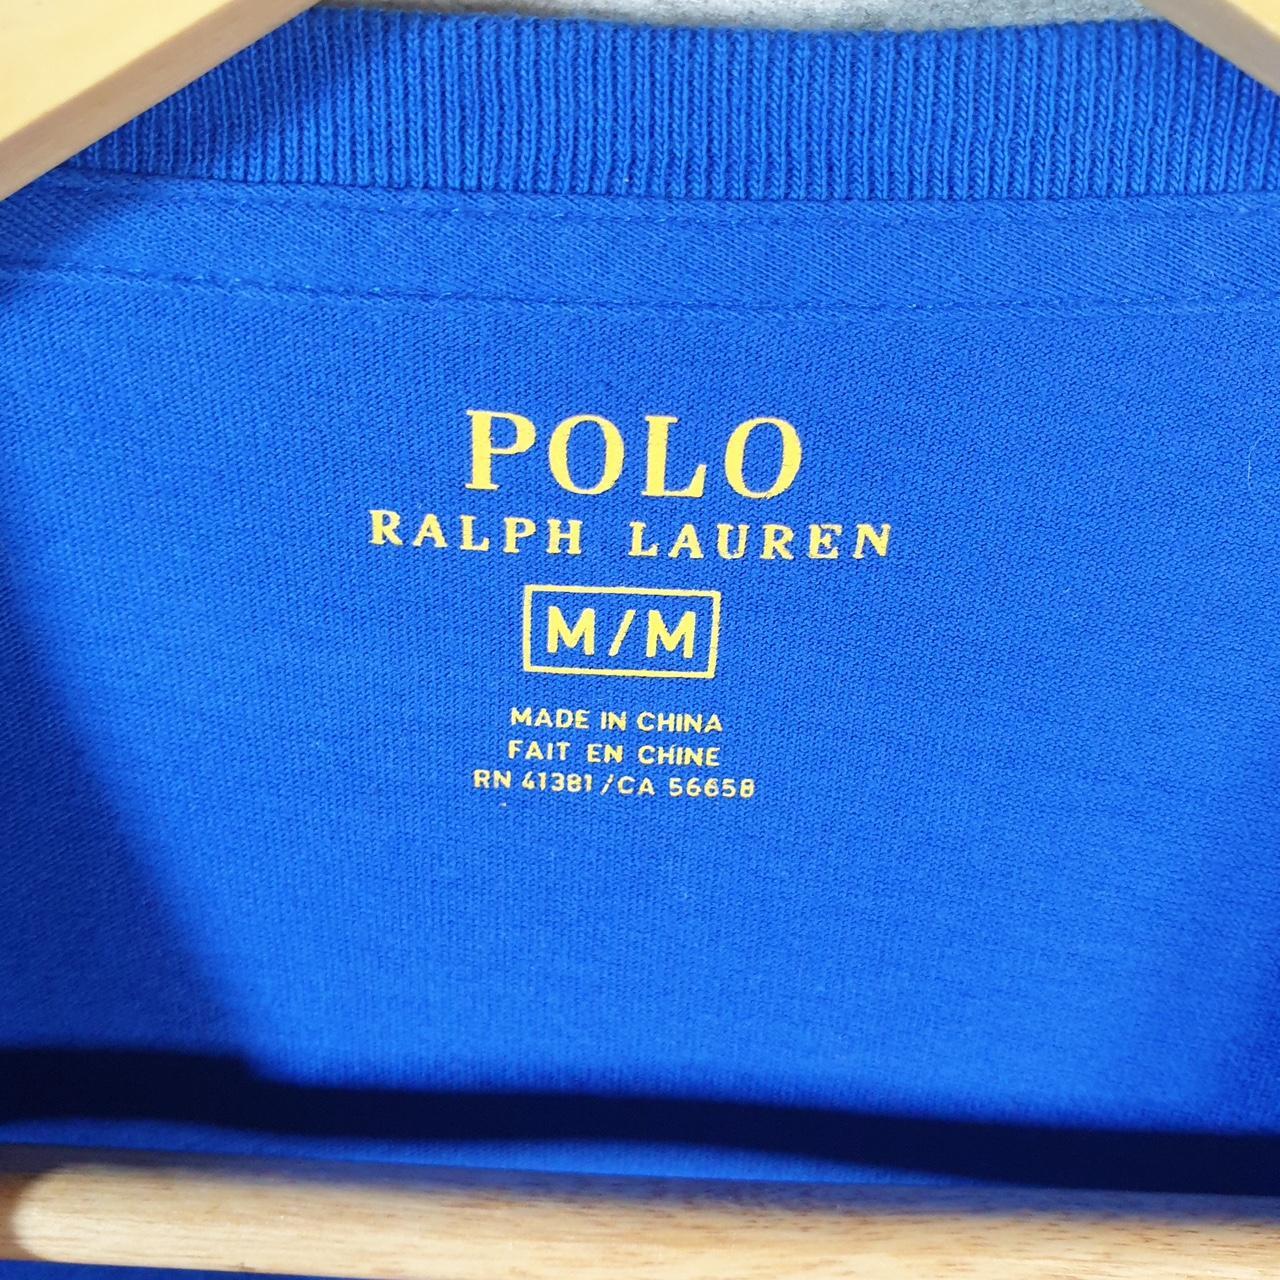 POLO
RALPH LAUREN
M/M
MADE IN CHINA
FAIT EN CHINE
RN 41381/CA 56658